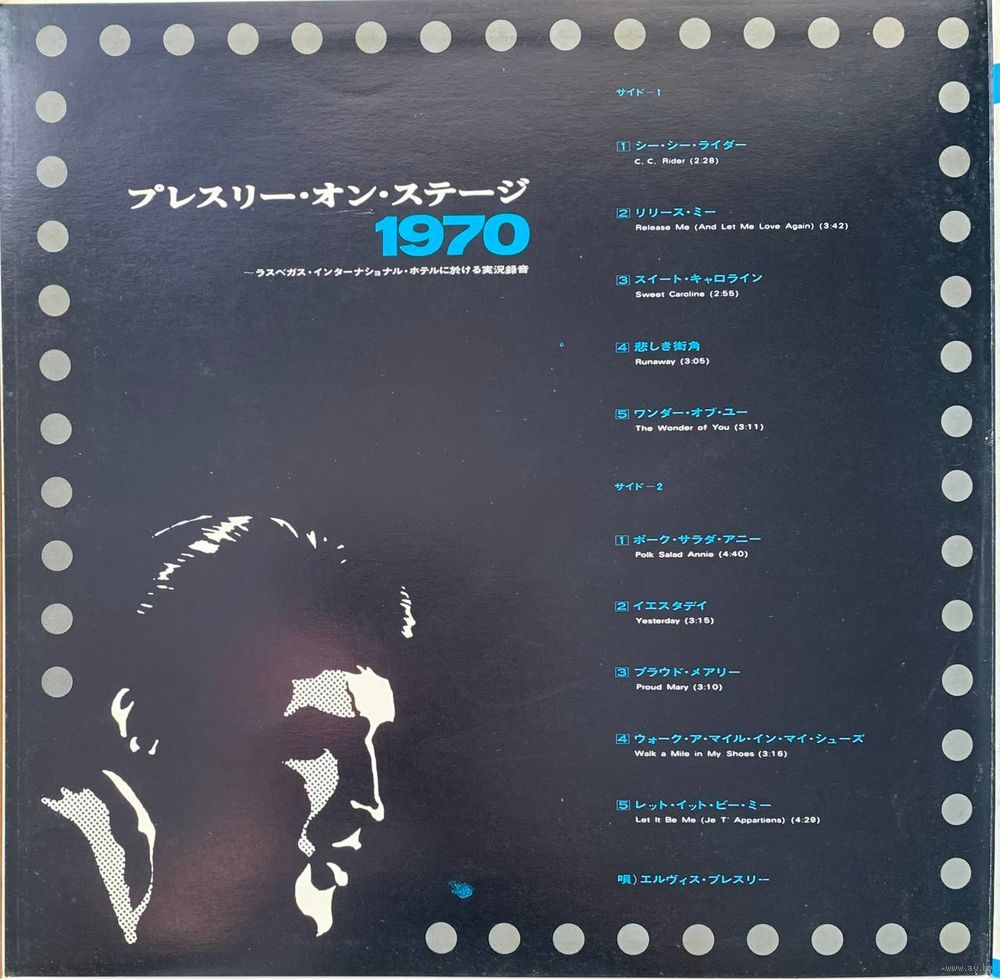 プレスリー・オン・ステージ
1970
〜ラスベガス・インターナショナル・ホテルに於ける実況録音
サイド－1
1 シー・シー・ライダー
C. C. Rider (2:28)
2 リリース・ミー
Release Me (And Let Me Love Again) (3:42)
3 スイート・キャロライン
Sweet Caroline (2:55)
4 悲しき街角
Runaway (3:05)
5 ワンダー・オブ・ユー
The Wonder of You (3:11)
サイド－2
1 ポーク・サラダ・アニー
Polk Salad Annie (4:40)
2 イエスタデイ
Yesterday (3:15)
3 プラウド・メアリー
Proud Mary (3:10)
4 ウォーク・ア・マイル・イン・マイ・シューズ
Walk a Mile in My Shoes (3:16)
5 レット・イット・ビー・ミー
Let It Be Me (Je T' Appartiens) (4:29)
唄) エルヴィス・プレスリー